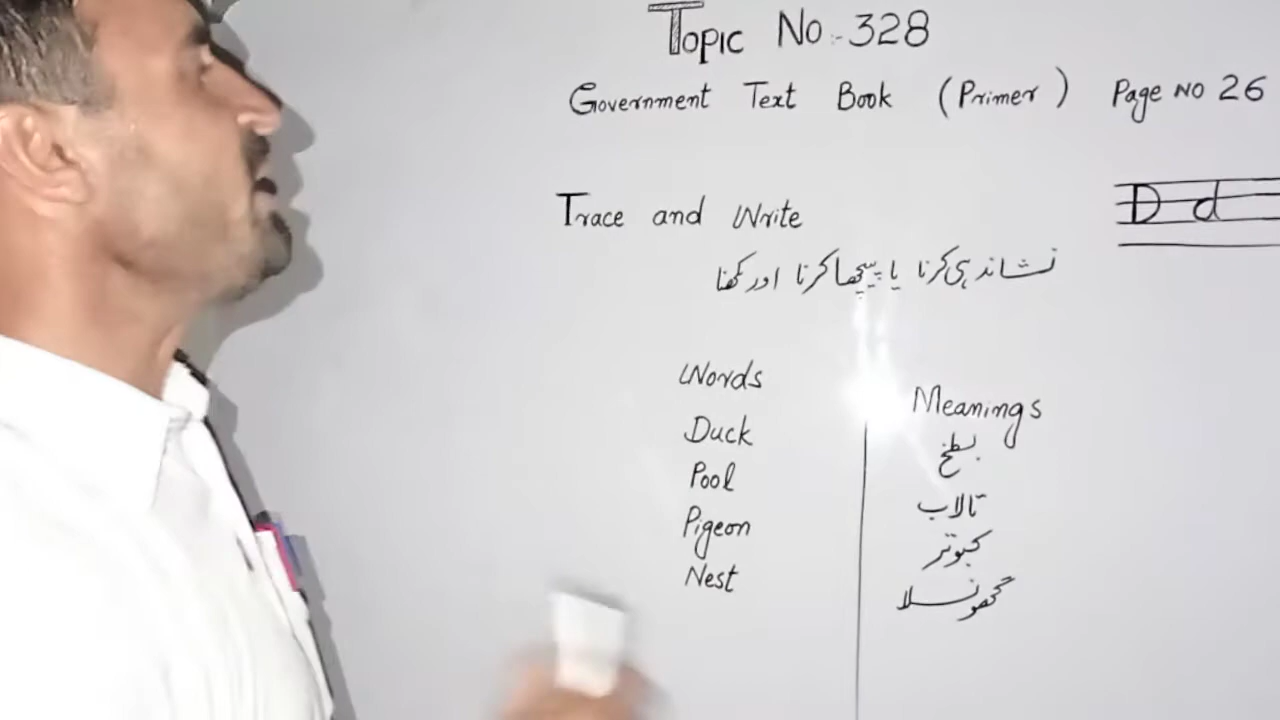 Topic No:-328
Government Text Book (Primer) Page No 26
Trace and Write
D d
نشاندہی کرنا یا پیچھا کرنا اور لکھنا
Words Meanings
Duck بطخ
Pool تالاب
Pigeon کبوتر
Nest گھونسلا